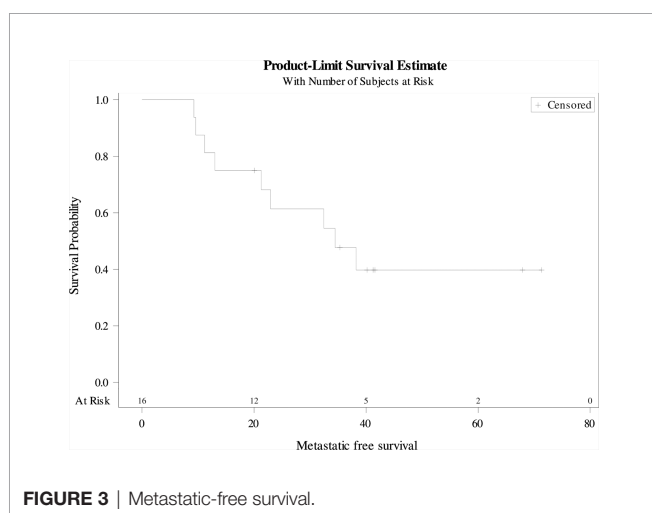 Product-Limit Survival Estimate
With Number of Subjects at Risk
+ Censored
1.0
0.8
0.6
0.4
0.2
0.0
Survival Probability
At Risk 16 12 5 2 0
0 20 40 60 80
Metastatic free survival
FIGURE 3 | Metastatic-free survival.